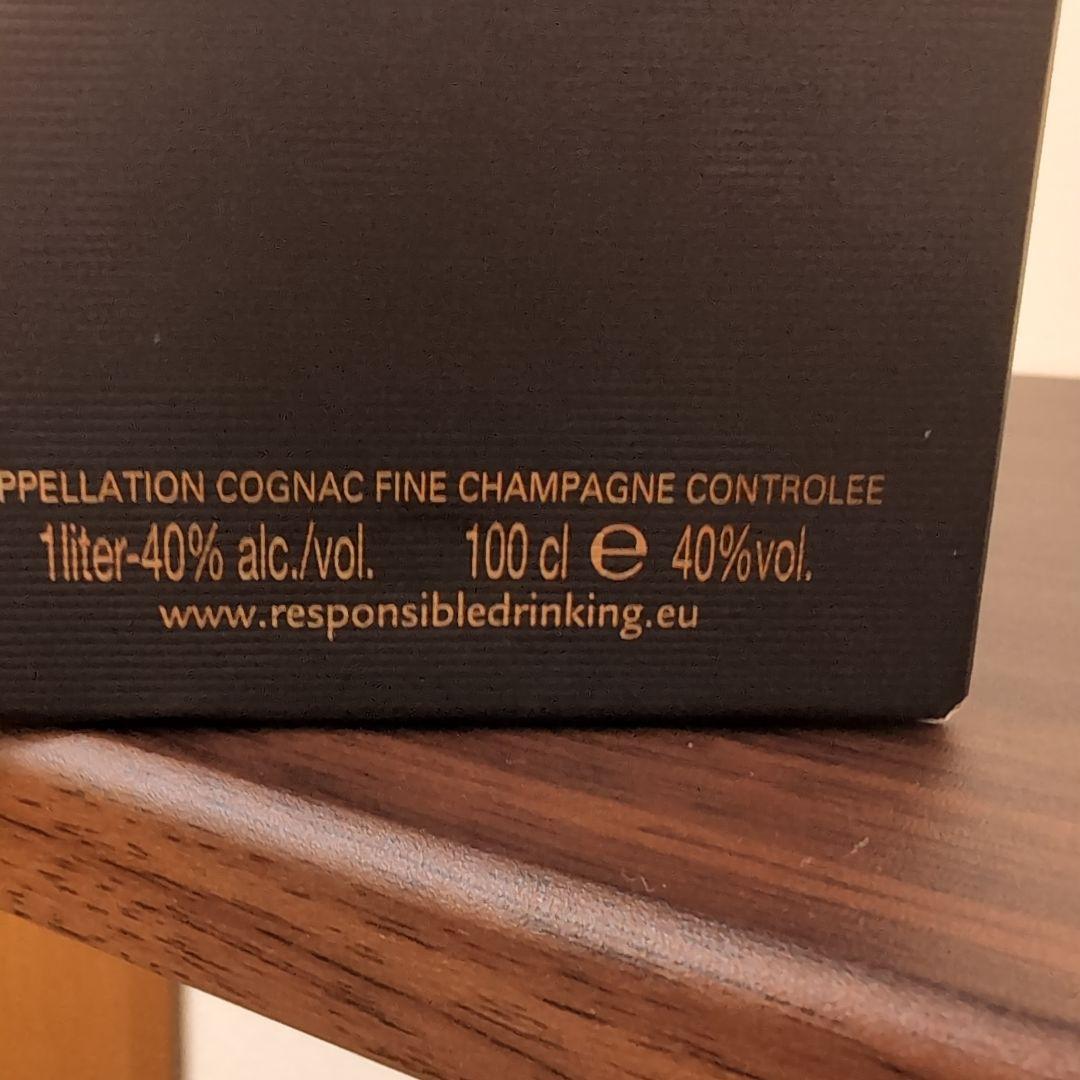 PPELLATION COGNAC FINE CHAMPAGNE CONTROLEE
1liter-40% alc./vol. 100 cl e 40%vol.
www.responsibledrinking.eu